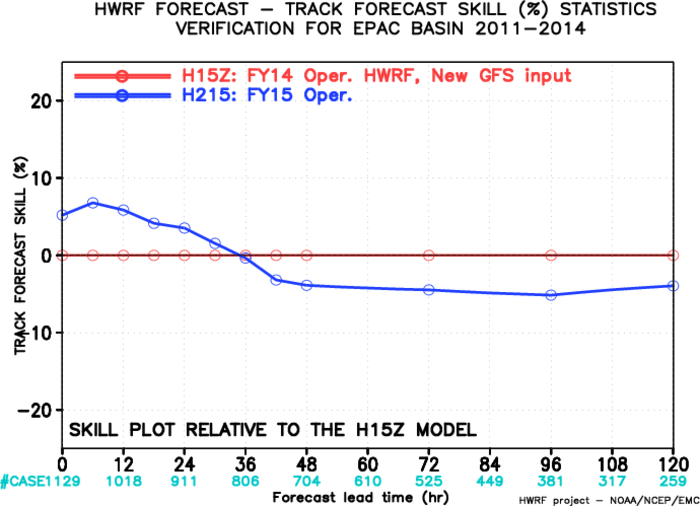 HWRF FORECAST – TRACK FORECAST SKILL (%) STATISTICS
VERIFICATION FOR EPAC BASIN 2011–2014
H15Z: FY14 Oper. HWRF, New GFS input
H215: FY15 Oper.
TRACK FORECAST SKILL (%)
20
10
0
–10
–20
SKILL PLOT RELATIVE TO THE H15Z MODEL
0 12 24 36 48 60 72 84 96 108 120
#CASE1129 1018 911 806 704 610 525 449 381 317 259
Forecast lead time (hr)
HWRF project – NOAA/NCEP/EMC